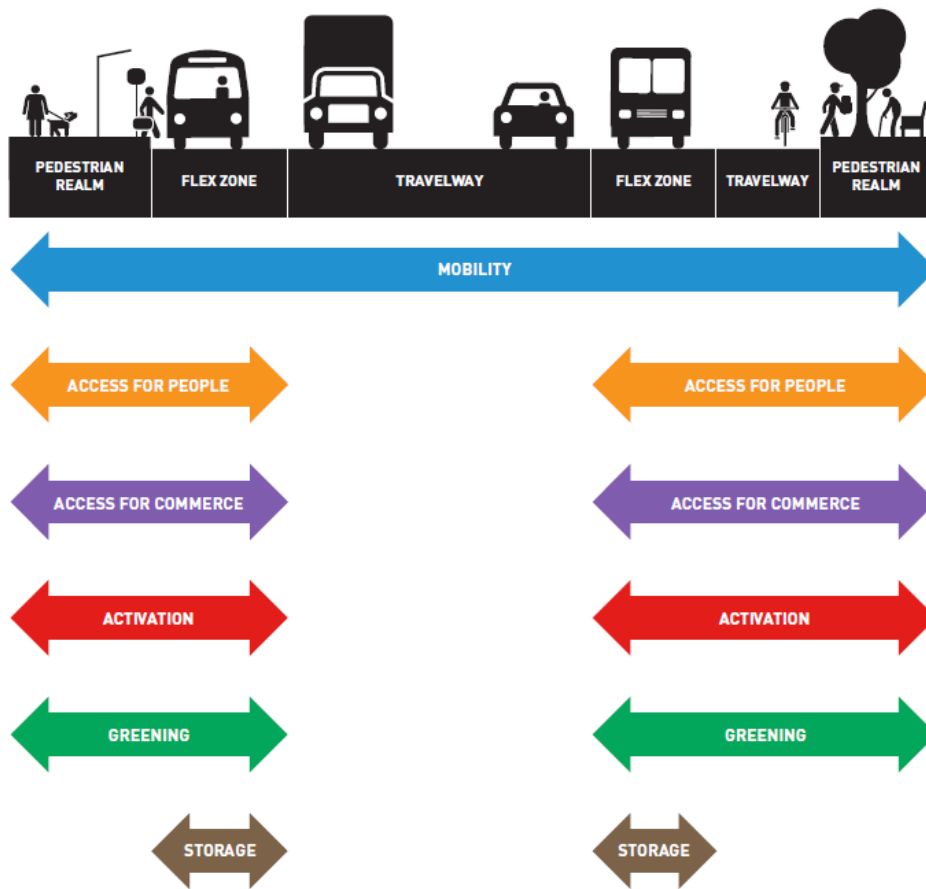 PEDESTRIAN
REALM
FLEX ZONE
TRAVELWAY
FLEX ZONE
TRAVELWAY
PEDESTRIAN
REALM
MOBILITY
ACCESS FOR PEOPLE
ACCESS FOR PEOPLE
ACCESS FOR COMMERCE
ACCESS FOR COMMERCE
ACTIVATION
ACTIVATION
GREENING
GREENING
STORAGE
STORAGE